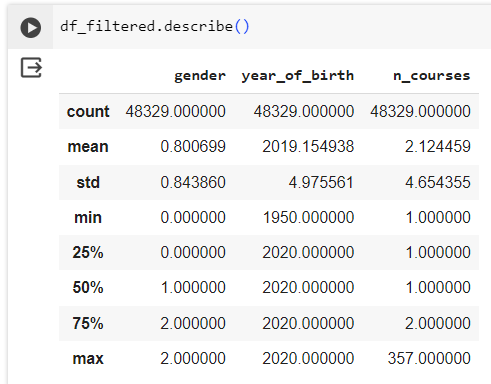 df_filtered.describe()
gender year_of_birth n_courses
count 48329.000000 48329.000000 48329.000000
mean 0.800699 2019.154938 2.124459
std 0.843860 4.975561 4.654355
min 0.000000 1950.000000 1.000000
25% 0.000000 2020.000000 1.000000
50% 1.000000 2020.000000 1.000000
75% 2.000000 2020.000000 2.000000
max 2.000000 2020.000000 357.000000